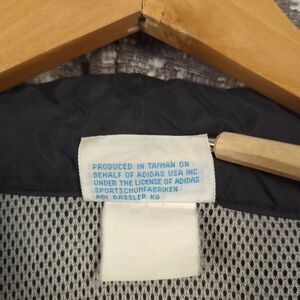 PRODUCED IN TAIWAN ON
BEHALF OF ADIDAS USA INC
UNDER THE LICENSE OF ADIDAS
SPORTSCHUHFABRIKEN
ADI DASSLER KG